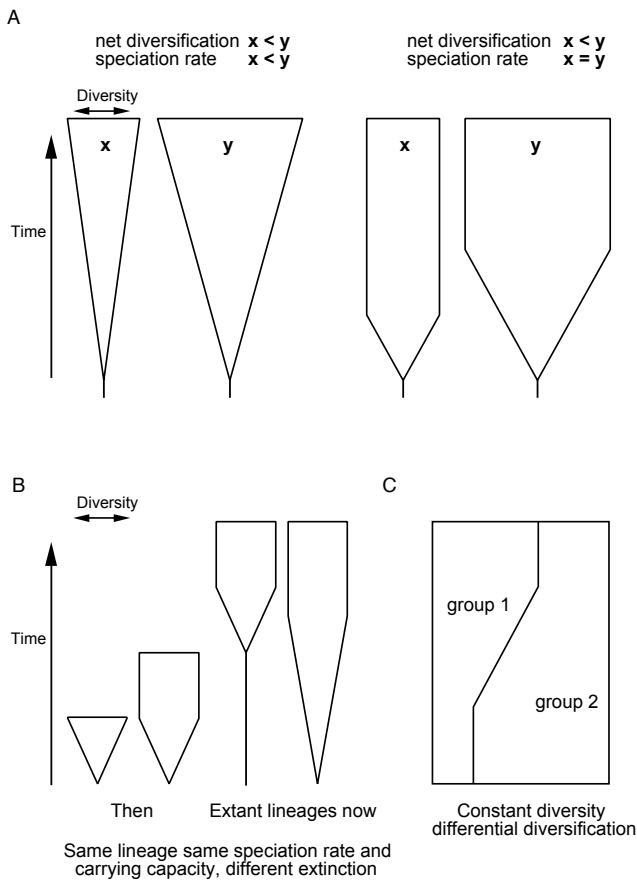 A
net diversification x < y
speciation rate x < y
net diversification x < y
speciation rate x = y
Diversity
x
y
x
y
Time
B
C
Diversity
Time
group 1
group 2
Then
Extant lineages now
Constant diversity
differential diversification
Same lineage same speciation rate and
carrying capacity, different extinction